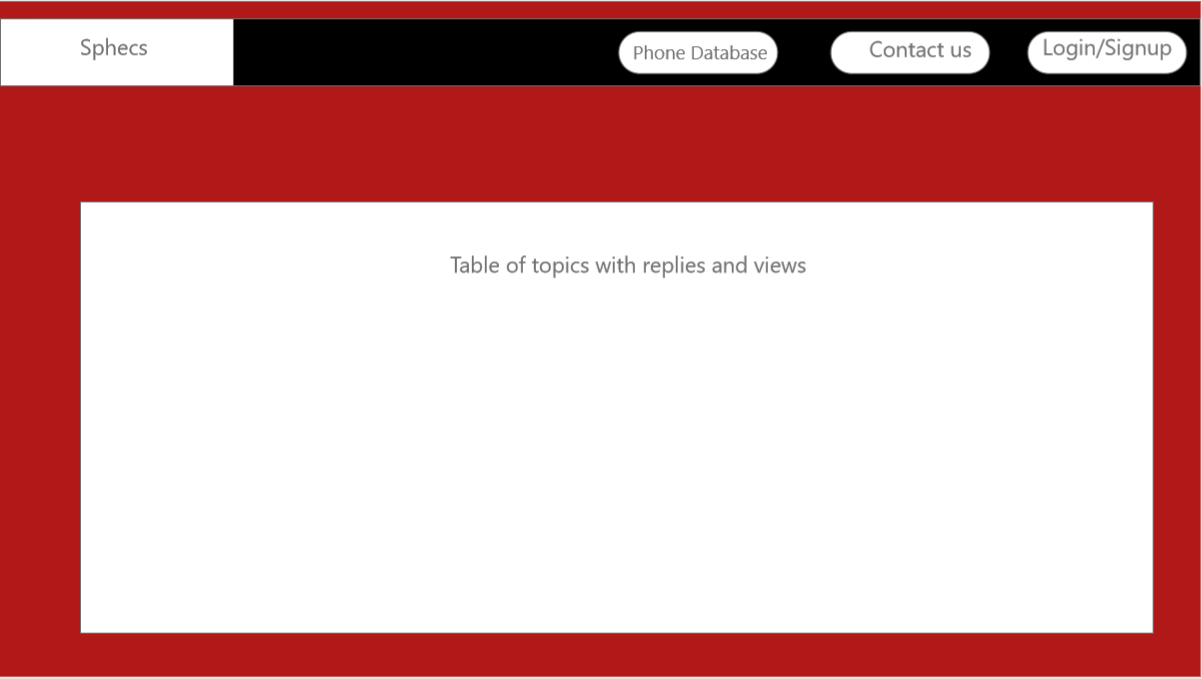 Sphecs
Phone Database
Contact us
Login/Signup
Table of topics with replies and views